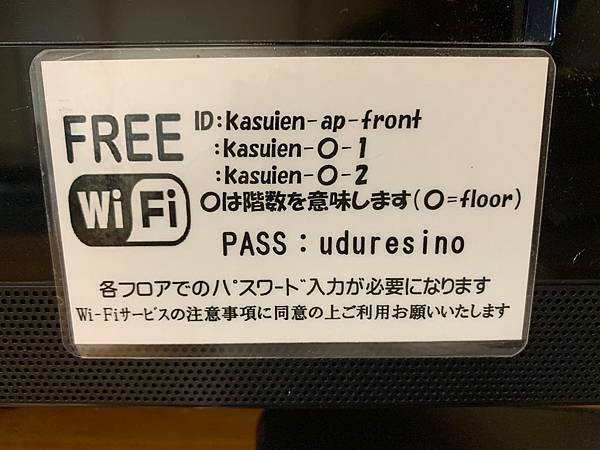 FREE
WiFi
ID:Kasuien-ap-front
:Kasuien-〇-1
:Kasuien-〇-2
〇は階数を意味します(〇=floor)
PASS:uduresino
各フロアでのパスワード入力が必要になります
Wi-Fiサービスの注意事項に同意の上ご利用お願いいたします